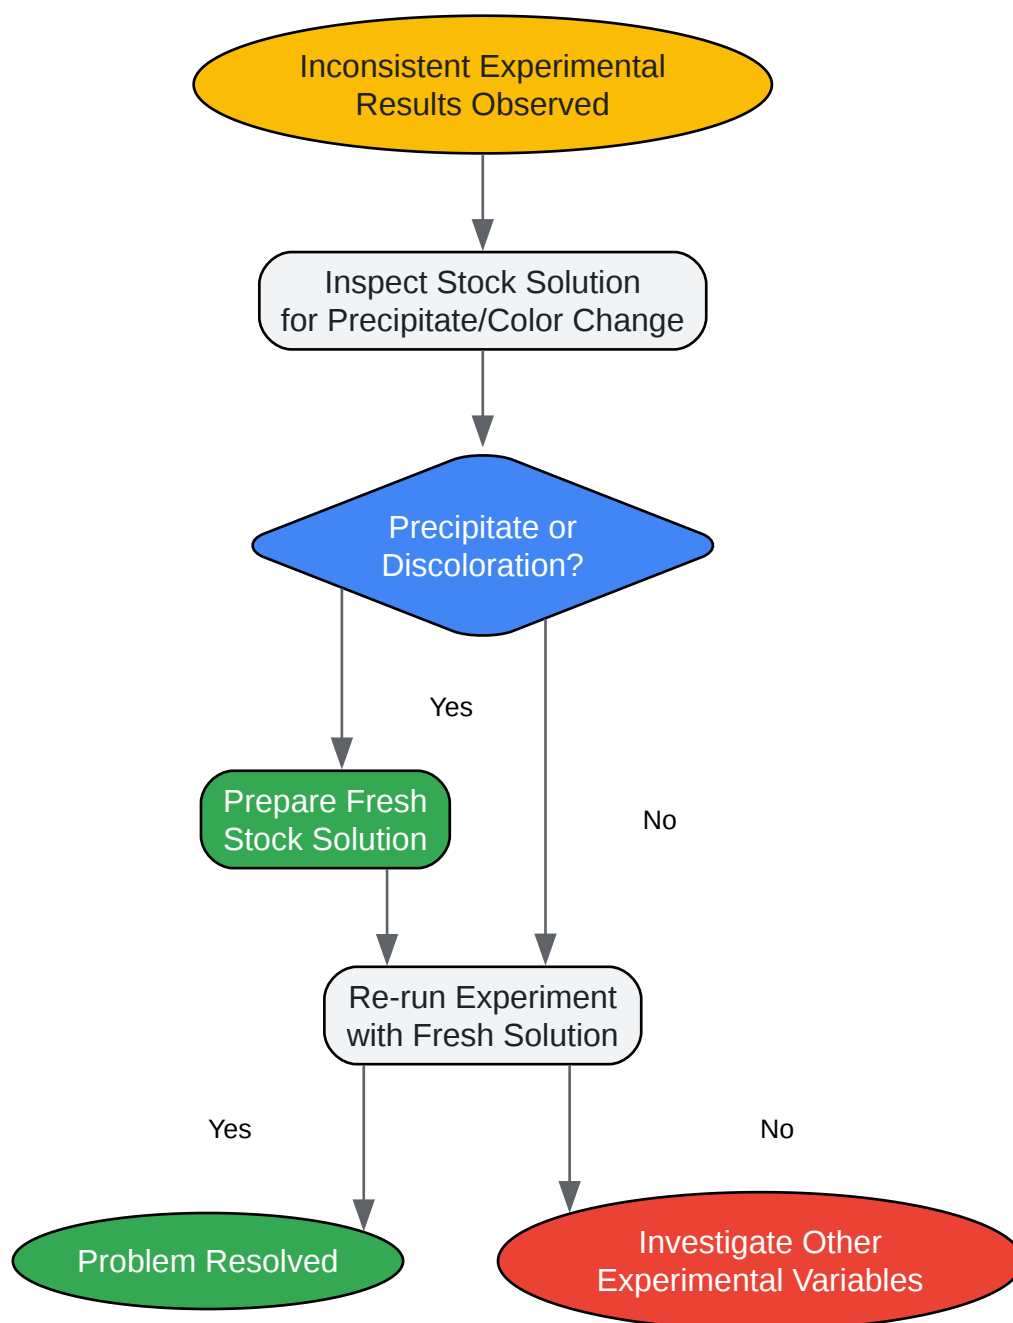 Inconsistent Experimental
Results Observed
Inspect Stock Solution
for Precipitate/Color Change
Precipitate or
Discoloration?
Yes
Prepare Fresh
Stock Solution
No
Re-run Experiment
with Fresh Solution
Yes
No
Problem Resolved
Investigate Other
Experimental Variables